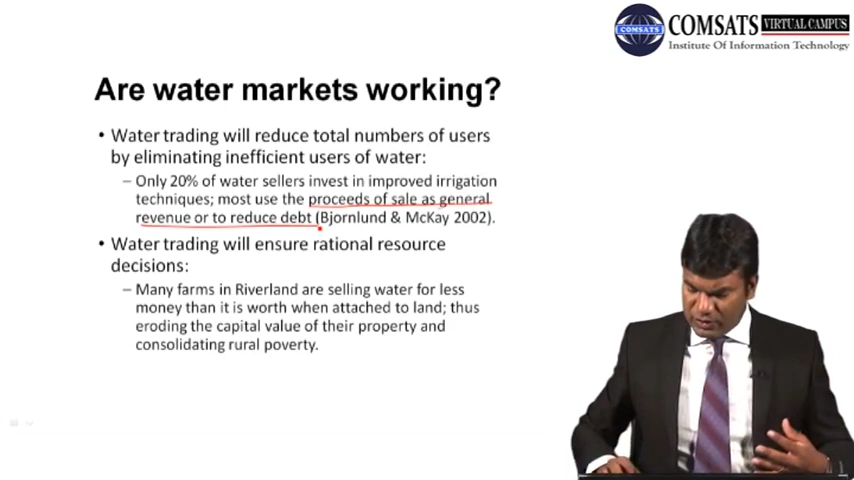 COMSATS VIRTUAL CAMPUS
COMSATS
Institute Of Information Technology
Are water markets working?
• Water trading will reduce total numbers of users
by eliminating inefficient users of water:
– Only 20% of water sellers invest in improved irrigation
techniques; most use the proceeds of sale as general
revenue or to reduce debt (Bjornlund & McKay 2002).
• Water trading will ensure rational resource
decisions:
– Many farms in Riverland are selling water for less
money than it is worth when attached to land; thus
eroding the capital value of their property and
consolidating rural poverty.